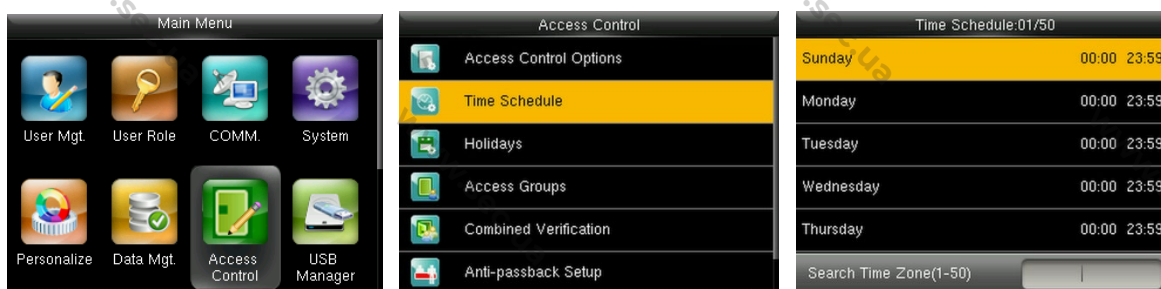 Main Menu
User Mgt.
User Role
COMM.
System
Personalize
Data Mgt.
Access
Control
USB
Manager
Access Control
Access Control Options
Time Schedule
Holidays
Access Groups
Combined Verification
Anti-passback Setup
Time Schedule:01/50
Sunday 00:00 23:59
Monday 00:00 23:59
Tuesday 00:00 23:59
Wednesday 00:00 23:59
Thursday 00:00 23:59
Search Time Zone(1-50)